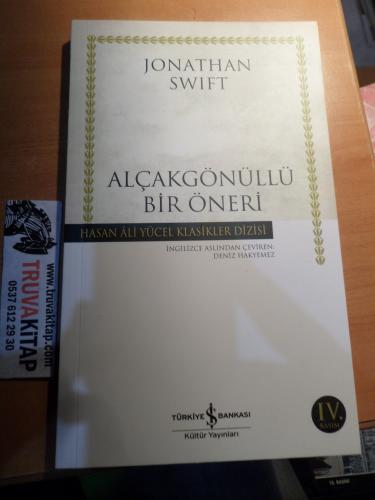 JONATHAN
SWIFT
ALÇAKGÖNÜLLÜ
BİR ÖNERİ
HASAN ÂLİ YÜCEL KLASİKLER DİZİSİ
İNGİLİZCE ASLINDAN ÇEVİREN:
DENİZ HAKYEMEZ
IV.
BASIM
TÜRKİYE İŞ BANKASI
Kültür Yayınları
www.truvakitap.com
TRUVAKİTAP
0537 612 29 30